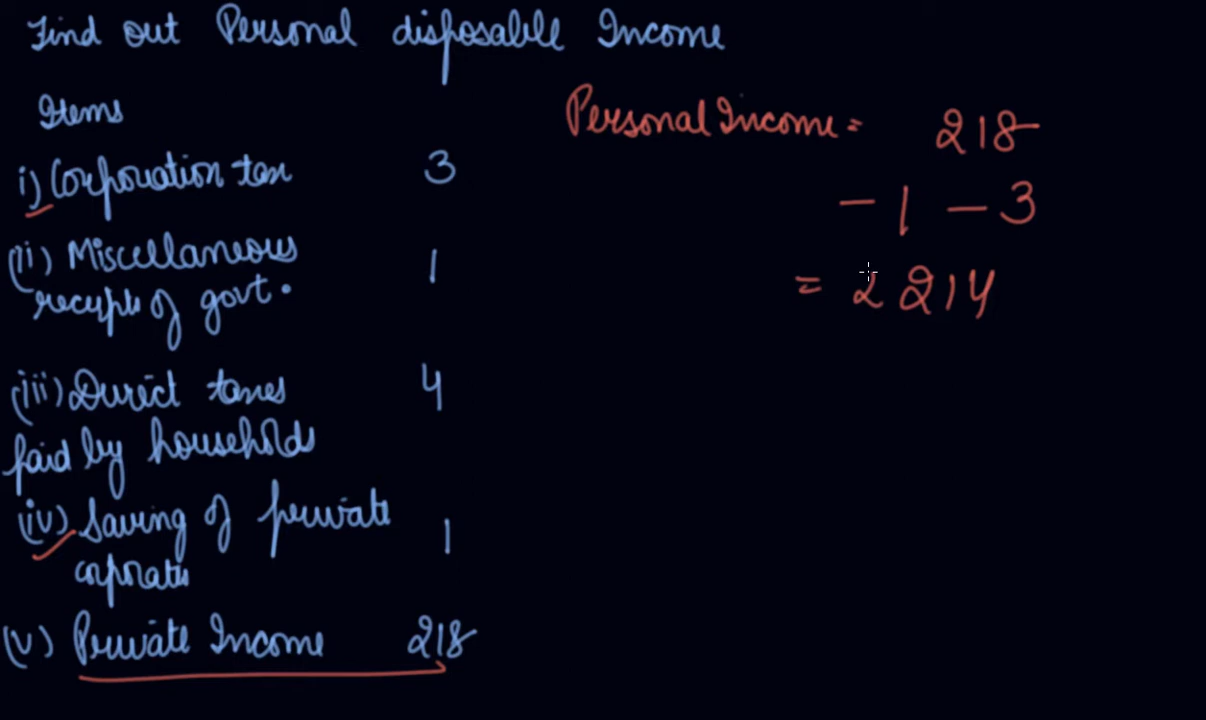 Find out Personal disposable Income
Items
i) Corporation tax 3
(ii) Miscellaneous 1
receipts of govt.
(iii) Direct taxes 4
paid by households
(iv) Saving of private 1
corporates
(v) Private Income 218
Personal Income = 218
- 1 - 3
= 2 214